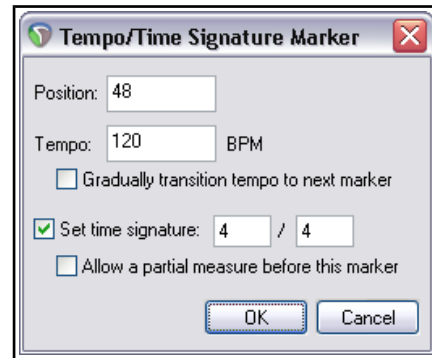 Tempo/Time Signature Marker
Position: 48
Tempo: 120 BPM
Gradually transition tempo to next marker
Set time signature: 4 / 4
Allow a partial measure before this marker
OK Cancel